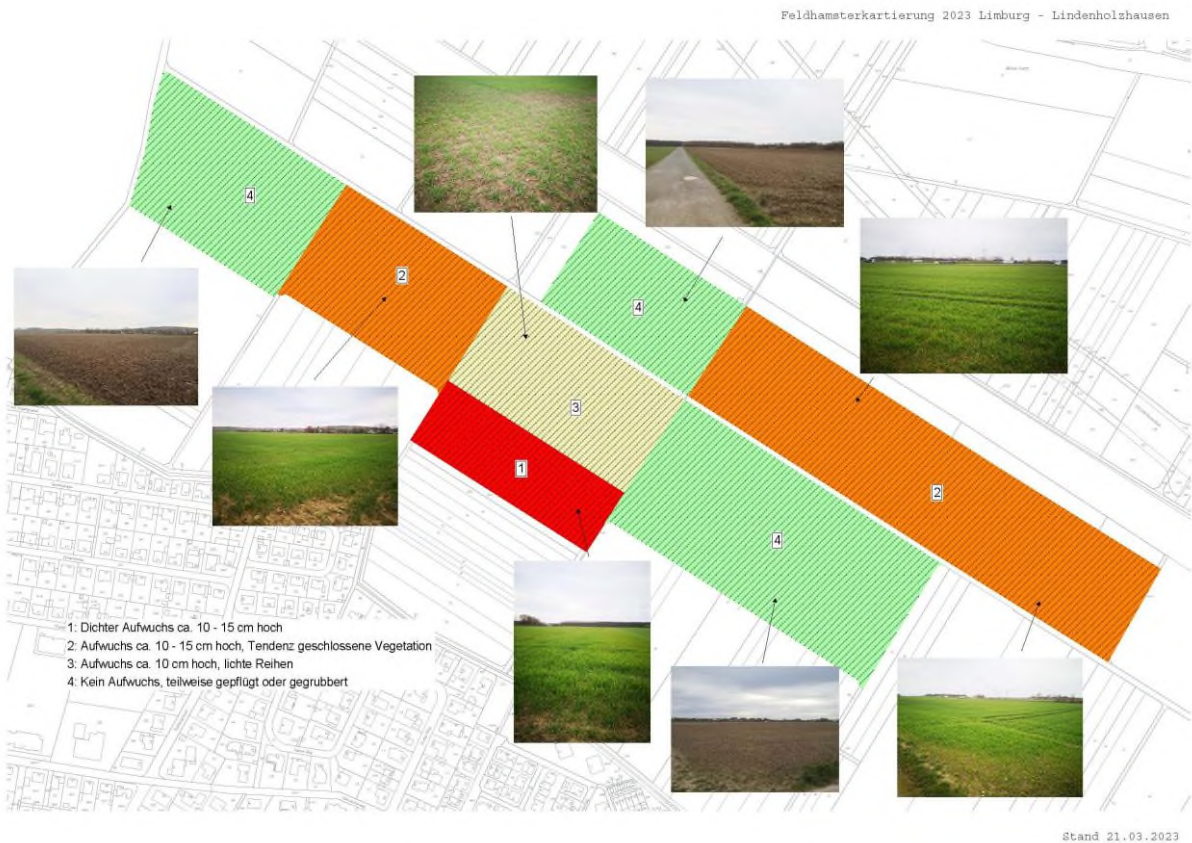 Feldhamsterkartierung 2023 Limburg - Lindenholzhausen
4
2
4
3
1
2
4
1: Dichter Aufwuchs ca. 10 - 15 cm hoch
2: Aufwuchs ca. 10 - 15 cm hoch, Tendenz geschlossene Vegetation
3: Aufwuchs ca. 10 cm hoch, lichte Reihen
4: Kein Aufwuchs, teilweise gepflügt oder gegrubbert
Stand 21.03.2023